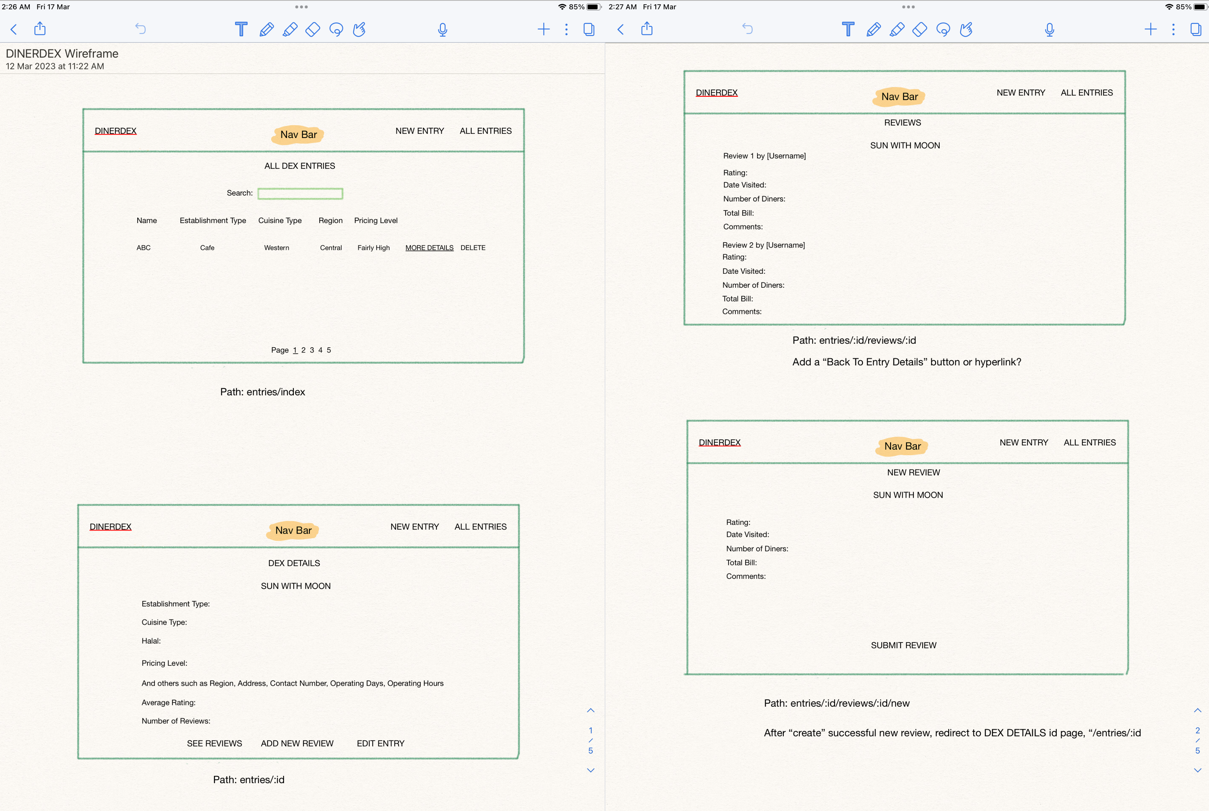 2:26 AM Fri 17 Mar
85%
DINERDEX Wireframe
12 Mar 2023 at 11:22 AM
DINERDEX Nav Bar NEW ENTRY ALL ENTRIES
ALL DEX ENTRIES
Search:
Name Establishment Type Cuisine Type Region Pricing Level
ABC Cafe Western Central Fairly High MORE DETAILS DELETE
Page 1 2 3 4 5
Path: entries/index
DINERDEX Nav Bar NEW ENTRY ALL ENTRIES
DEX DETAILS
SUN WITH MOON
Establishment Type:
Cuisine Type:
Halal:
Pricing Level:
And others such as Region, Address, Contact Number, Operating Days, Operating Hours
Average Rating:
Number of Reviews:
SEE REVIEWS ADD NEW REVIEW EDIT ENTRY
Path: entries/:id
1
/
5
2:27 AM Fri 17 Mar
85%
DINERDEX Nav Bar NEW ENTRY ALL ENTRIES
REVIEWS
SUN WITH MOON
Review 1 by [Username]
Rating:
Date Visited:
Number of Diners:
Total Bill:
Comments:
Review 2 by [Username]
Rating:
Date Visited:
Number of Diners:
Total Bill:
Comments:
Path: entries/:id/reviews/:id
Add a “Back To Entry Details” button or hyperlink?
DINERDEX Nav Bar NEW ENTRY ALL ENTRIES
NEW REVIEW
SUN WITH MOON
Rating:
Date Visited:
Number of Diners:
Total Bill:
Comments:
SUBMIT REVIEW
Path: entries/:id/reviews/:id/new
After “create” successful new review, redirect to DEX DETAILS id page, “/entries/:id
2
/
5